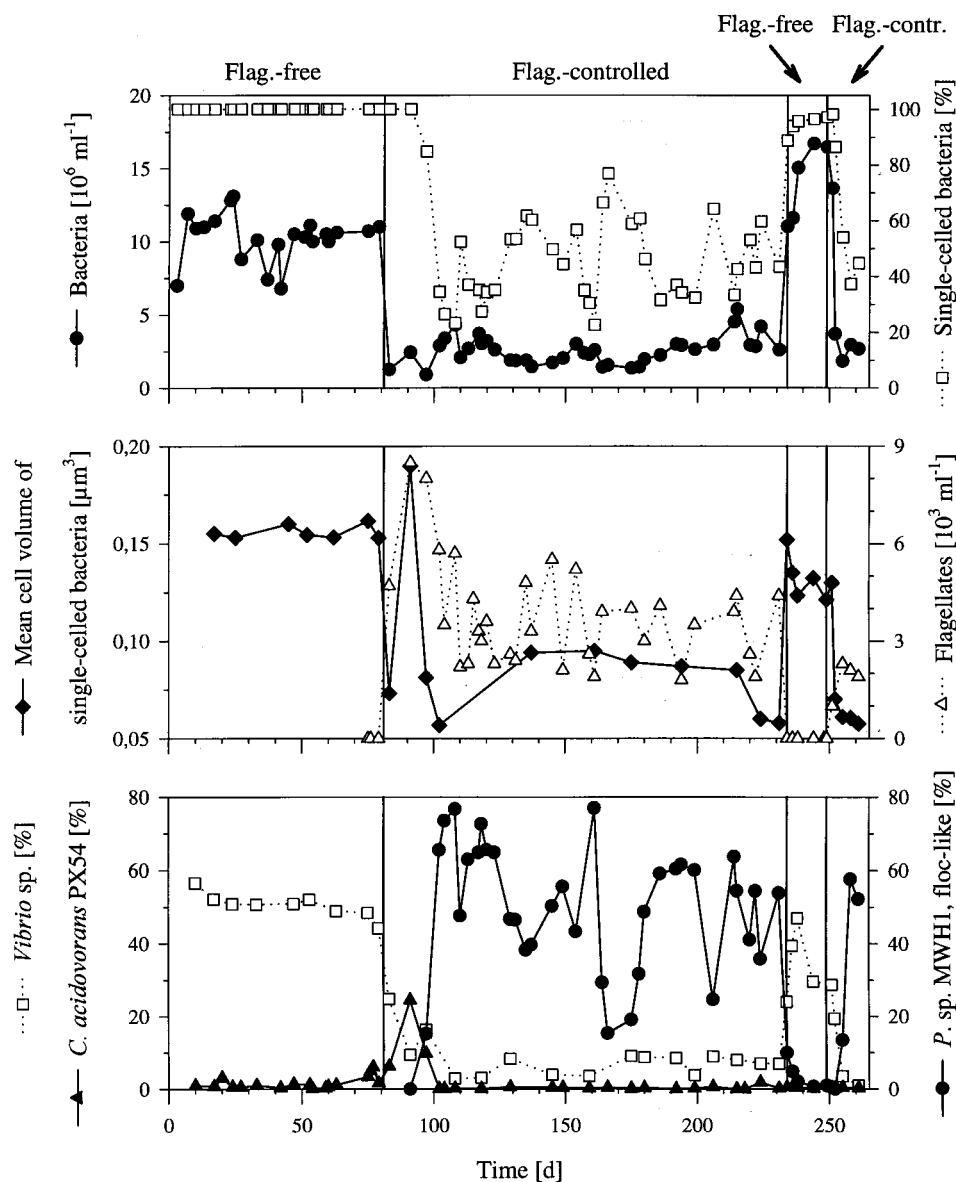 Flag.-free Flag.-contr.
Flag.-free Flag.-controlled
Bacteria [10⁶ ml⁻¹]
20
15
10
5
0
100
80
60
40
20
0
Single-celled bacteria [%]
Mean cell volume of
single-celled bacteria [µm³]
0,20
0,15
0,10
0,05
9
6
3
0
Flagellates [10³ ml⁻¹]
Vibrio sp. [%]
C. acidovorans PX54 [%]
80
60
40
20
0
80
60
40
20
0
P. sp. MWH1, floc-like [%]
0 50 100 150 200 250
Time [d]